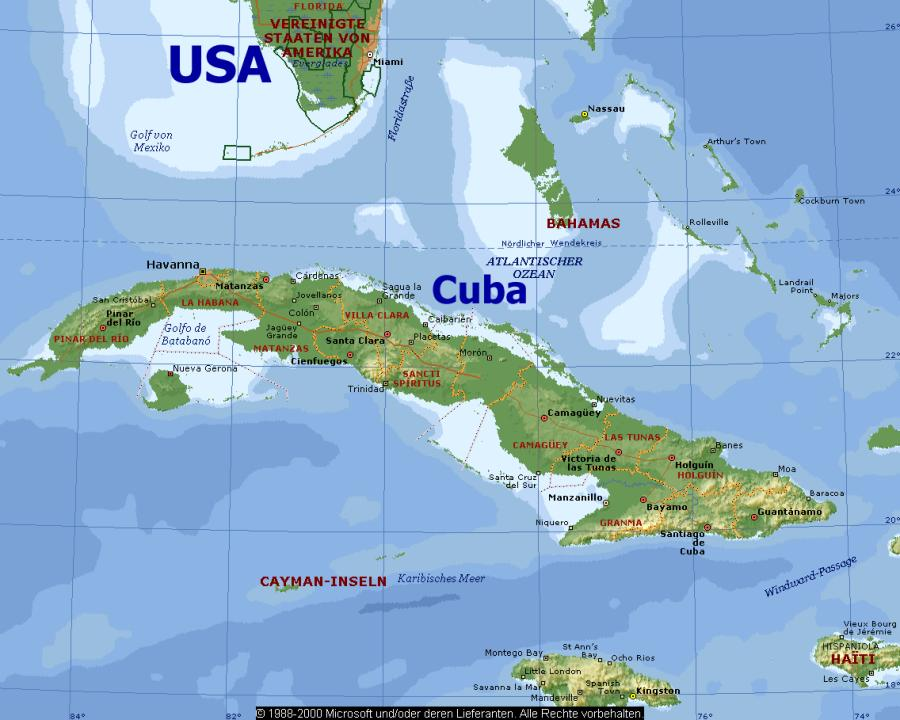 FLORIDA
VEREINIGTE
STAATEN VON
AMERIKA
Everglades
USA
Miami
Golf von
Mexiko
Floridastraße
Nassau
Arthur's Town
Cockburn Town
Rolleville
BAHAMAS
Nördlicher Wendekreis
ATLANTISCHER
OZEAN
Landrail
Point
Majors
26°
24°
22°
20°
18°
Havanna
Matanzas
Cárdenas
San Cristóbal
LA HABANA
Jovellanos
Sagua la
Grande
Cuba
Colón
VILLA CLARA
Caibarién
Pinar
del Río
PINAR DEL RÍO
Golfo de
Batabanó
Jagüey
Grande
MATANZAS
Santa Clara
Placetas
Cienfuegos
Morón
Nueva Gerona
SANCTI
SPÍRITUS
Trinidad
Nuevitas
Camagüey
CAMAGÜEY
LAS TUNAS
Banes
Victoria de
las Tunas
Holguín
HOLGUÍN
Moa
Santa Cruz
del Sur
Manzanillo
Bayamo
Baracoa
Guantánamo
Niquero
GRANMA
Santiago
de
Cuba
CAYMAN-INSELN
Karibisches Meer
Windward-Passage
Vieux Bourg
de Jérémie
HISPANIOLA
HAÏTI
Les Cayes
Montego Bay
St Ann's
Bay
Ocho Rios
Little London
Savanna la Mar
Spanish
Town
Mandeville
Kingston
84°
82°
76°
74°
© 1988-2000 Microsoft und/oder deren Lieferanten. Alle Rechte vorbehalten.